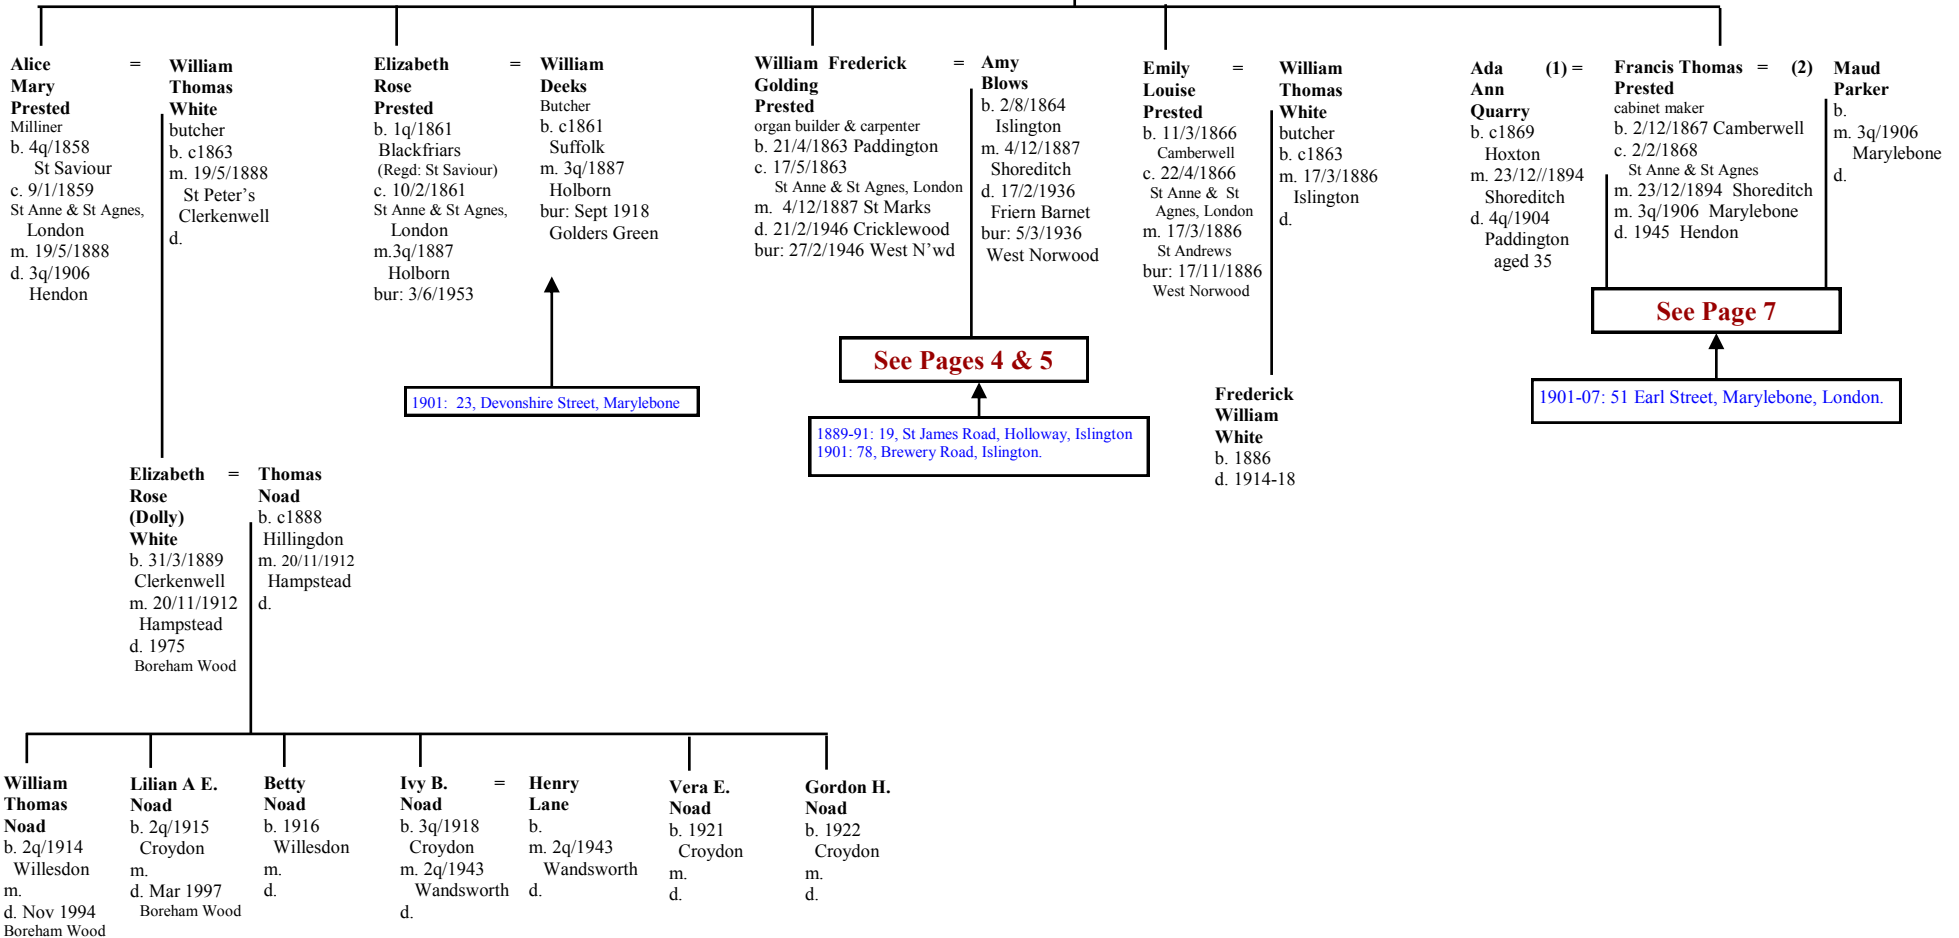 Alice =
Mary
Prested
Milliner
b. 4q/1858
St Saviour
c. 9/1/1859
St Anne & St Agnes,
London
m. 19/5/1888
d. 3q/1906
Hendon
William
Thomas
White
butcher
b. c1863
m. 19/5/1888
St Peter’s
Clerkenwell
d.
Elizabeth =
Rose
Prested
b. 1q/1861
Blackfriars
(Regd: St Saviour)
c. 10/2/1861
St Anne & St Agnes,
London
m.3q/1887
Holborn
bur: 3/6/1953
William
Deeks
Butcher
b. c1861
Suffolk
m. 3q/1887
Holborn
bur: Sept 1918
Golders Green
1901: 23, Devonshire Street, Marylebone
William Frederick =
Golding
Prested
organ builder & carpenter
b. 21/4/1863 Paddington
c. 17/5/1863
St Anne & St Agnes, London
m. 4/12/1887 St Marks
d. 21/2/1946 Cricklewood
bur: 27/2/1946 West N’wd
Amy
Blows
b. 2/8/1864
Islington
m. 4/12/1887
Shoreditch
d. 17/2/1936
Friern Barnet
bur: 5/3/1936
West Norwood
See Pages 4 & 5
1889-91: 19, St James Road, Holloway, Islington
1901: 78, Brewery Road, Islington.
Emily =
Louise
Prested
b. 11/3/1866
Camberwell
c. 22/4/1866
St Anne & St
Agnes, London
m. 17/3/1886
St Andrews
bur: 17/11/1886
West Norwood
William
Thomas
White
butcher
b. c1863
m. 17/3/1886
Islington
d.
Frederick
William
White
b. 1886
d. 1914-18
Ada (1) =
Ann
Quarry
b. c1869
Hoxton
m. 23/12//1894
Shoreditch
d. 4q/1904
Paddington
aged 35
Francis Thomas = (2)
Prested
cabinet maker
b. 2/12/1867 Camberwell
c. 2/2/1868
St Anne & St Agnes
m. 23/12/1894 Shoreditch
m. 3q/1906 Marylebone
d. 1945 Hendon
Maud
Parker
b.
m. 3q/1906
Marylebone
d.
See Page 7
1901-07: 51 Earl Street, Marylebone, London.
Elizabeth =
Rose
(Dolly)
White
b. 31/3/1889
Clerkenwell
m. 20/11/1912
Hampstead
d. 1975
Boreham Wood
Thomas
Noad
b. c1888
Hillingdon
m. 20/11/1912
Hampstead
d.
William
Thomas
Noad
b. 2q/1914
Willesdon
m.
d. Nov 1994
Boreham Wood
Lilian A E.
Noad
b. 2q/1915
Croydon
m.
d. Mar 1997
Boreham Wood
Betty
Noad
b. 1916
Willesdon
m.
d.
Ivy B. =
Noad
b. 3q/1918
Croydon
m. 2q/1943
Wandsworth
d.
Henry
Lane
b.
m. 2q/1943
Wandsworth
d.
Vera E.
Noad
b. 1921
Croydon
m.
d.
Gordon H.
Noad
b. 1922
Croydon
m.
d.